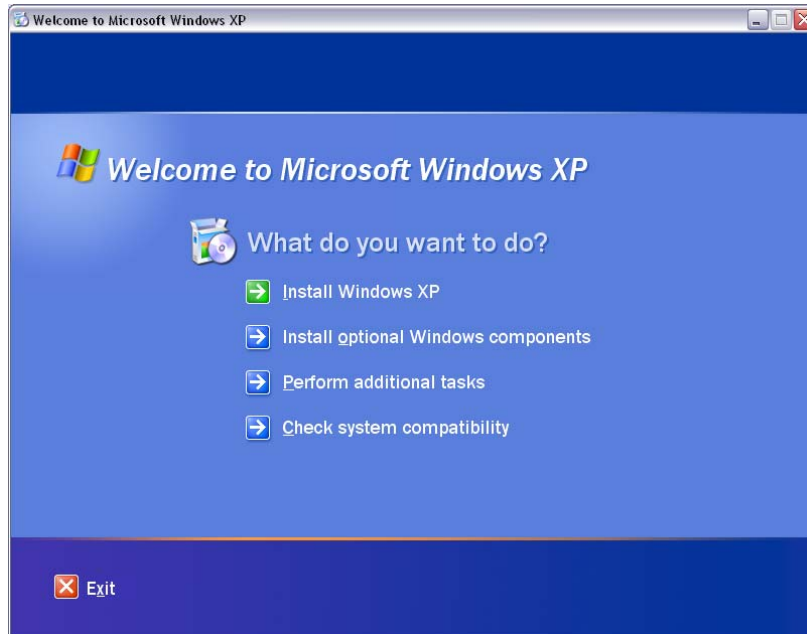 Welcome to Microsoft Windows XP
Welcome to Microsoft Windows XP
What do you want to do?
Install Windows XP
Install optional Windows components
Perform additional tasks
Check system compatibility
Exit